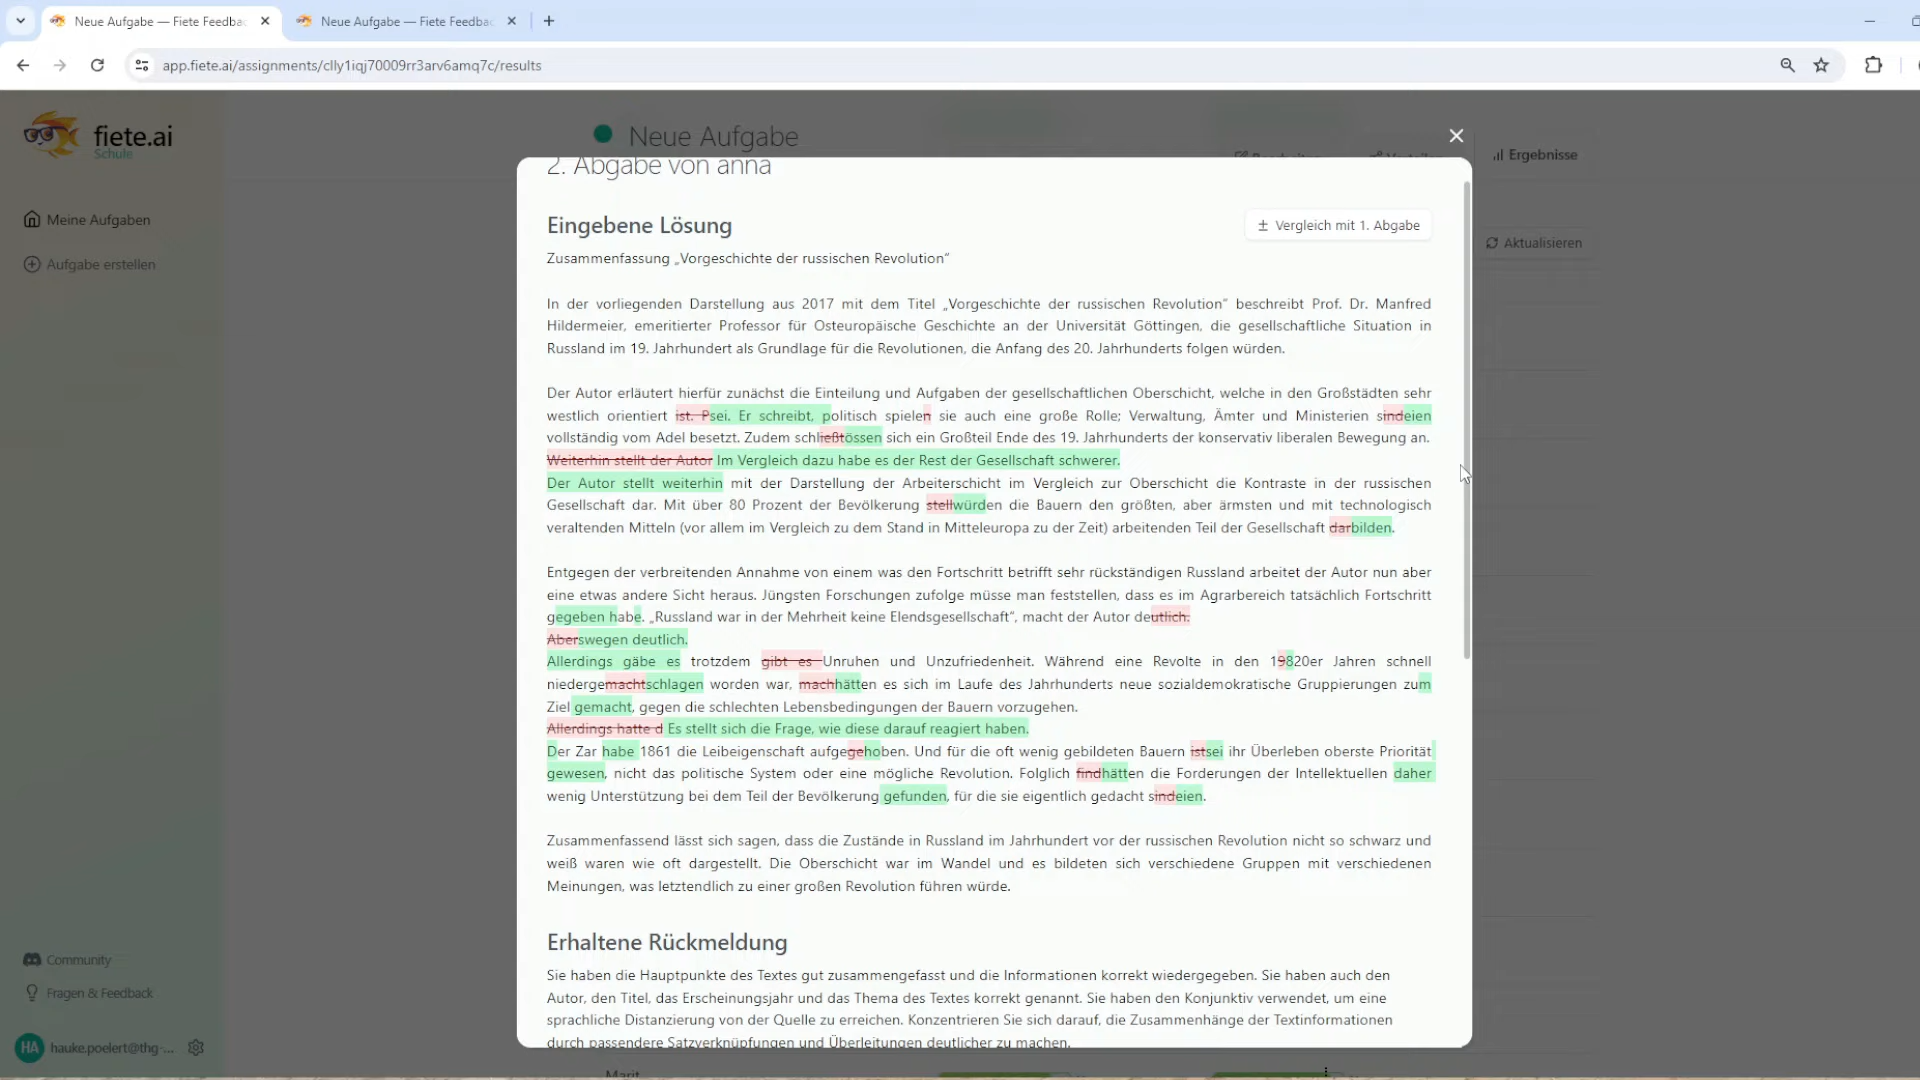 Neue Aufgabe — Fiete Feedba
Neue Aufgabe — Fiete Feedba
app.fiete.ai/assignments/clly1iqj70009rr3arv6amq7c/results
fiete.ai
Schule
Neue Aufgabe
Ergebnisse
Meine Aufgaben
Aufgabe erstellen
Aktualisieren
2. Abgabe von anna
Eingebene Lösung
± Vergleich mit 1. Abgabe
Zusammenfassung „Vorgeschichte der russischen Revolution“
In der vorliegenden Darstellung aus 2017 mit dem Titel „Vorgeschichte der russischen Revolution“ beschreibt Prof. Dr. Manfred
Hildermeier, emeritierter Professor für Osteuropäische Geschichte an der Universität Göttingen, die gesellschaftliche Situation in
Russland im 19. Jahrhundert als Grundlage für die Revolutionen, die Anfang des 20. Jahrhunderts folgen würden.
Der Autor erläutert hierfür zunächst die Einteilung und Aufgaben der gesellschaftlichen Oberschicht, welche in den Großstädten sehr
westlich orientiert ist. Psei. Er schreibt, politisch spielen sie auch eine große Rolle; Verwaltung, Ämter und Ministerien sindeien
vollständig vom Adel besetzt. Zudem schließtössen sich ein Großteil Ende des 19. Jahrhunderts der konservativ liberalen Bewegung an.
Weiterhin stellt der Autor Im Vergleich dazu habe es der Rest der Gesellschaft schwerer.
Der Autor stellt weiterhin mit der Darstellung der Arbeiterschicht im Vergleich zur Oberschicht die Kontraste in der russischen
Gesellschaft dar. Mit über 80 Prozent der Bevölkerung stellwürden die Bauern den größten, aber ärmsten und mit technologisch
veraltenden Mitteln (vor allem im Vergleich zu dem Stand in Mitteleuropa zu der Zeit) arbeitenden Teil der Gesellschaft darbilden.
Entgegen der verbreitenden Annahme von einem was den Fortschritt betrifft sehr rückständigen Russland arbeitet der Autor nun aber
eine etwas andere Sicht heraus. Jüngsten Forschungen zufolge müsse man feststellen, dass es im Agrarbereich tatsächlich Fortschritt
gegeben habe. „Russland war in der Mehrheit keine Elendsgesellschaft“, macht der Autor deutlich.
Aberswegen deutlich.
Allerdings gäbe es trotzdem gibt es Unruhen und Unzufriedenheit. Während eine Revolte in den 19820er Jahren schnell
niedergemachtschlagen worden war, machhätten es sich im Laufe des Jahrhunderts neue sozialdemokratische Gruppierungen zum
Ziel gemacht, gegen die schlechten Lebensbedingungen der Bauern vorzugehen.
Allerdings hatte d Es stellt sich die Frage, wie diese darauf reagiert haben.
Der Zar habe 1861 die Leibeigenschaft aufgegehoben. Und für die oft wenig gebildeten Bauern istsei ihr Überleben oberste Priorität
gewesen, nicht das politische System oder eine mögliche Revolution. Folglich findhätten die Forderungen der Intellektuellen daher
wenig Unterstützung bei dem Teil der Bevölkerung gefunden, für die sie eigentlich gedacht sindeien.
Zusammenfassend lässt sich sagen, dass die Zustände in Russland im Jahrhundert vor der russischen Revolution nicht so schwarz und
weiß waren wie oft dargestellt. Die Oberschicht war im Wandel und es bildeten sich verschiedene Gruppen mit verschiedenen
Meinungen, was letztendlich zu einer großen Revolution führen würde.
Erhaltene Rückmeldung
Sie haben die Hauptpunkte des Textes gut zusammengefasst und die Informationen korrekt wiedergegeben. Sie haben auch den
Autor, den Titel, das Erscheinungsjahr und das Thema des Textes korrekt genannt. Sie haben den Konjunktiv verwendet, um eine
sprachliche Distanzierung von der Quelle zu erreichen. Konzentrieren Sie sich darauf, die Zusammenhänge der Textinformationen
durch passendere Satzverknüpfungen und Überleitungen deutlicher zu machen.
Community
Fragen & Feedback
HA hauke.poelert@thg-...
Marit